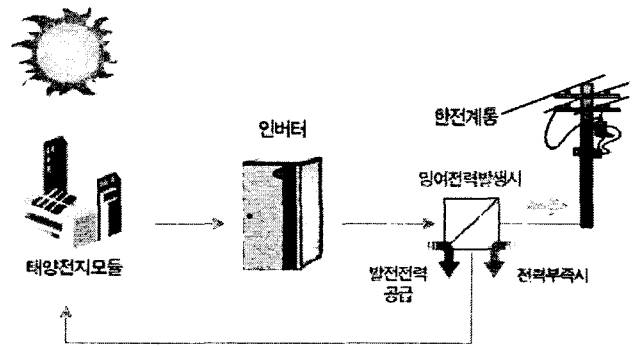 한전계통
인버터
잉여전력발생시
태양전지모듈
발전전력
공급
전력부족시